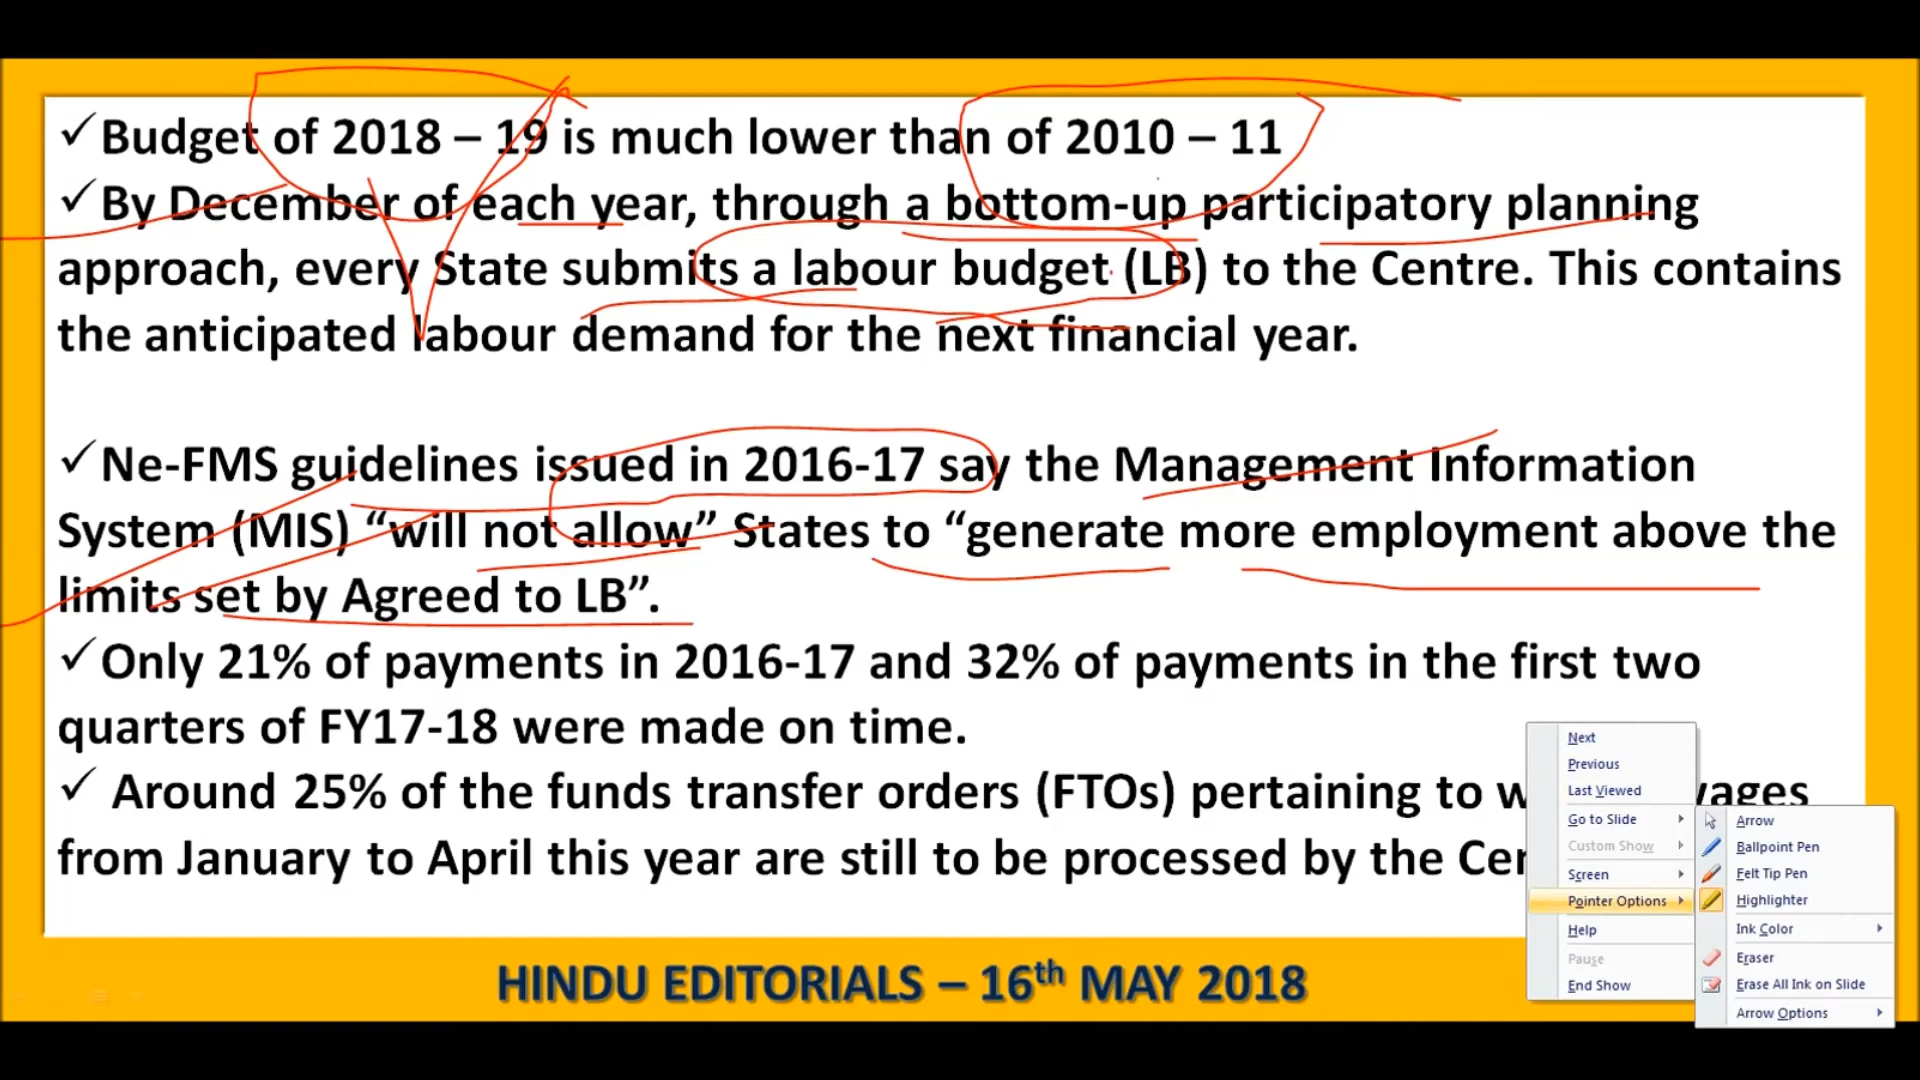 ✓Budget of 2018 – 19 is much lower than of 2010 – 11
✓By December of each year, through a bottom-up participatory planning
approach, every State submits a labour budget (LB) to the Centre. This contains
the anticipated labour demand for the next financial year.
✓Ne-FMS guidelines issued in 2016-17 say the Management Information
System (MIS) “will not allow” States to “generate more employment above the
limits set by Agreed to LB”.
✓Only 21% of payments in 2016-17 and 32% of payments in the first two
quarters of FY17-18 were made on time.
✓ Around 25% of the funds transfer orders (FTOs) pertaining to
from January to April this year are still to be processed by the
Next
Previous
Last Viewed
Go to Slide
Custom Show
Screen
Pointer Options
Help
Pause
End Show
Arrow
Ballpoint Pen
Felt Tip Pen
Highlighter
Ink Color
Eraser
Erase All Ink on Slide
Arrow Options
HINDU EDITORIALS – 16th MAY 2018